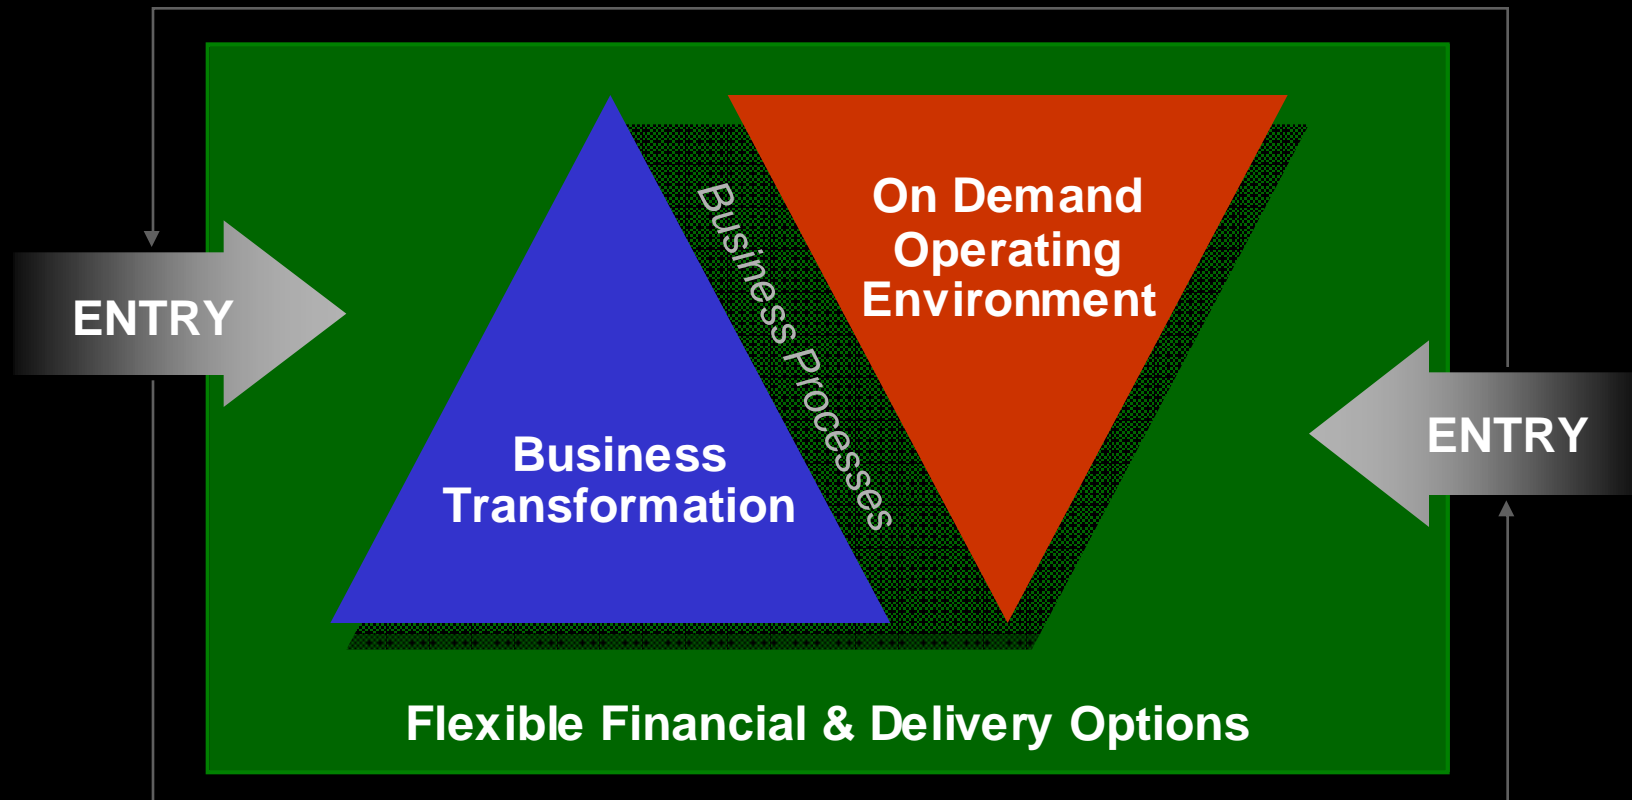 On Demand
Operating
Environment
Business Processes
ENTRY
ENTRY
Business
Transformation
Flexible Financial & Delivery Options